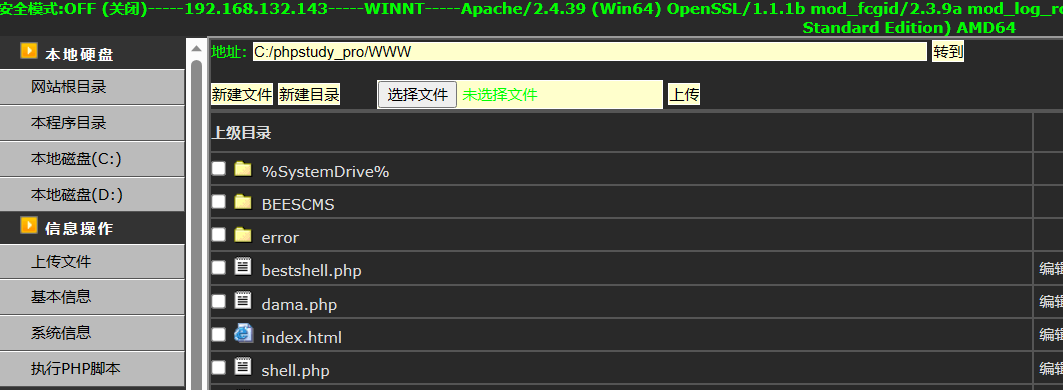 安全模式:OFF (关闭)-----192.168.132.143-----WINNT-----Apache/2.4.39 (Win64) OpenSSL/1.1.1b mod_fcgid/2.3.9a mod_log_ro
Standard Edition) AMD64
本地硬盘
网站根目录
本程序目录
本地磁盘(C:)
本地磁盘(D:)
信息操作
上传文件
基本信息
系统信息
执行PHP脚本
地址: C:/phpstudy_pro/WWW 转到
新建文件 新建目录 选择文件 未选择文件 上传
上级目录
%SystemDrive%
BEESCMS
error
bestshell.php 编辑
dama.php 编辑
index.html 编辑
shell.php 编辑